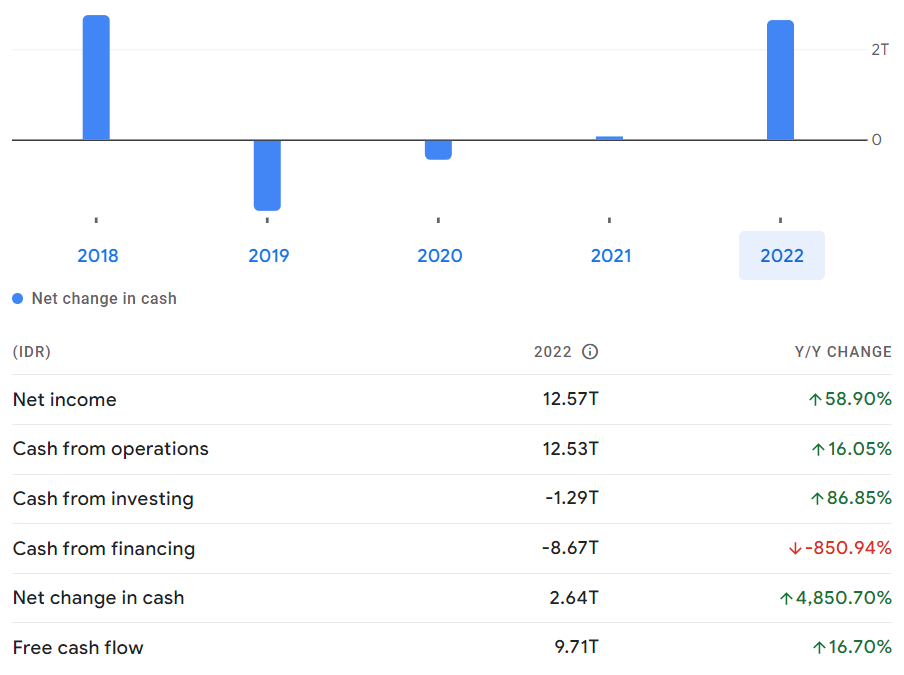 2T
0
2018 2019 2020 2021 2022
Net change in cash
(IDR) 2022 Y/Y CHANGE
Net income 12.57T ↑58.90%
Cash from operations 12.53T ↑16.05%
Cash from investing -1.29T ↑86.85%
Cash from financing -8.67T ↓-850.94%
Net change in cash 2.64T ↑4,850.70%
Free cash flow 9.71T ↑16.70%